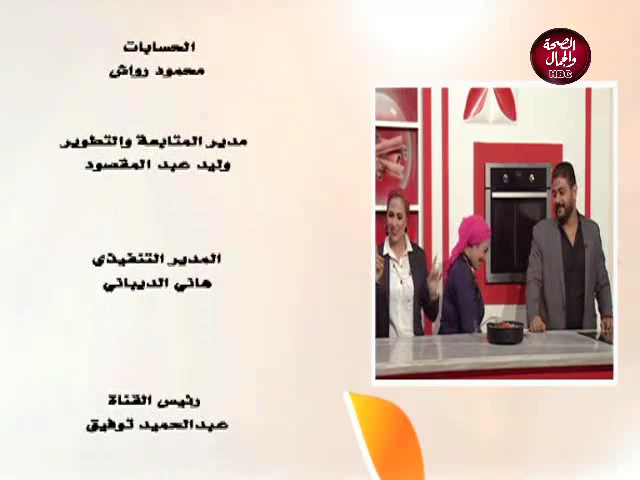 الصحة
والجمال
HBC
الحسابات
محمود رواش
مدير المتابعة والتطوير
وليد عبد المقصود
المدير التنفيذي
هاني الديباني
رئيس القناة
عبدالحميد توفيق